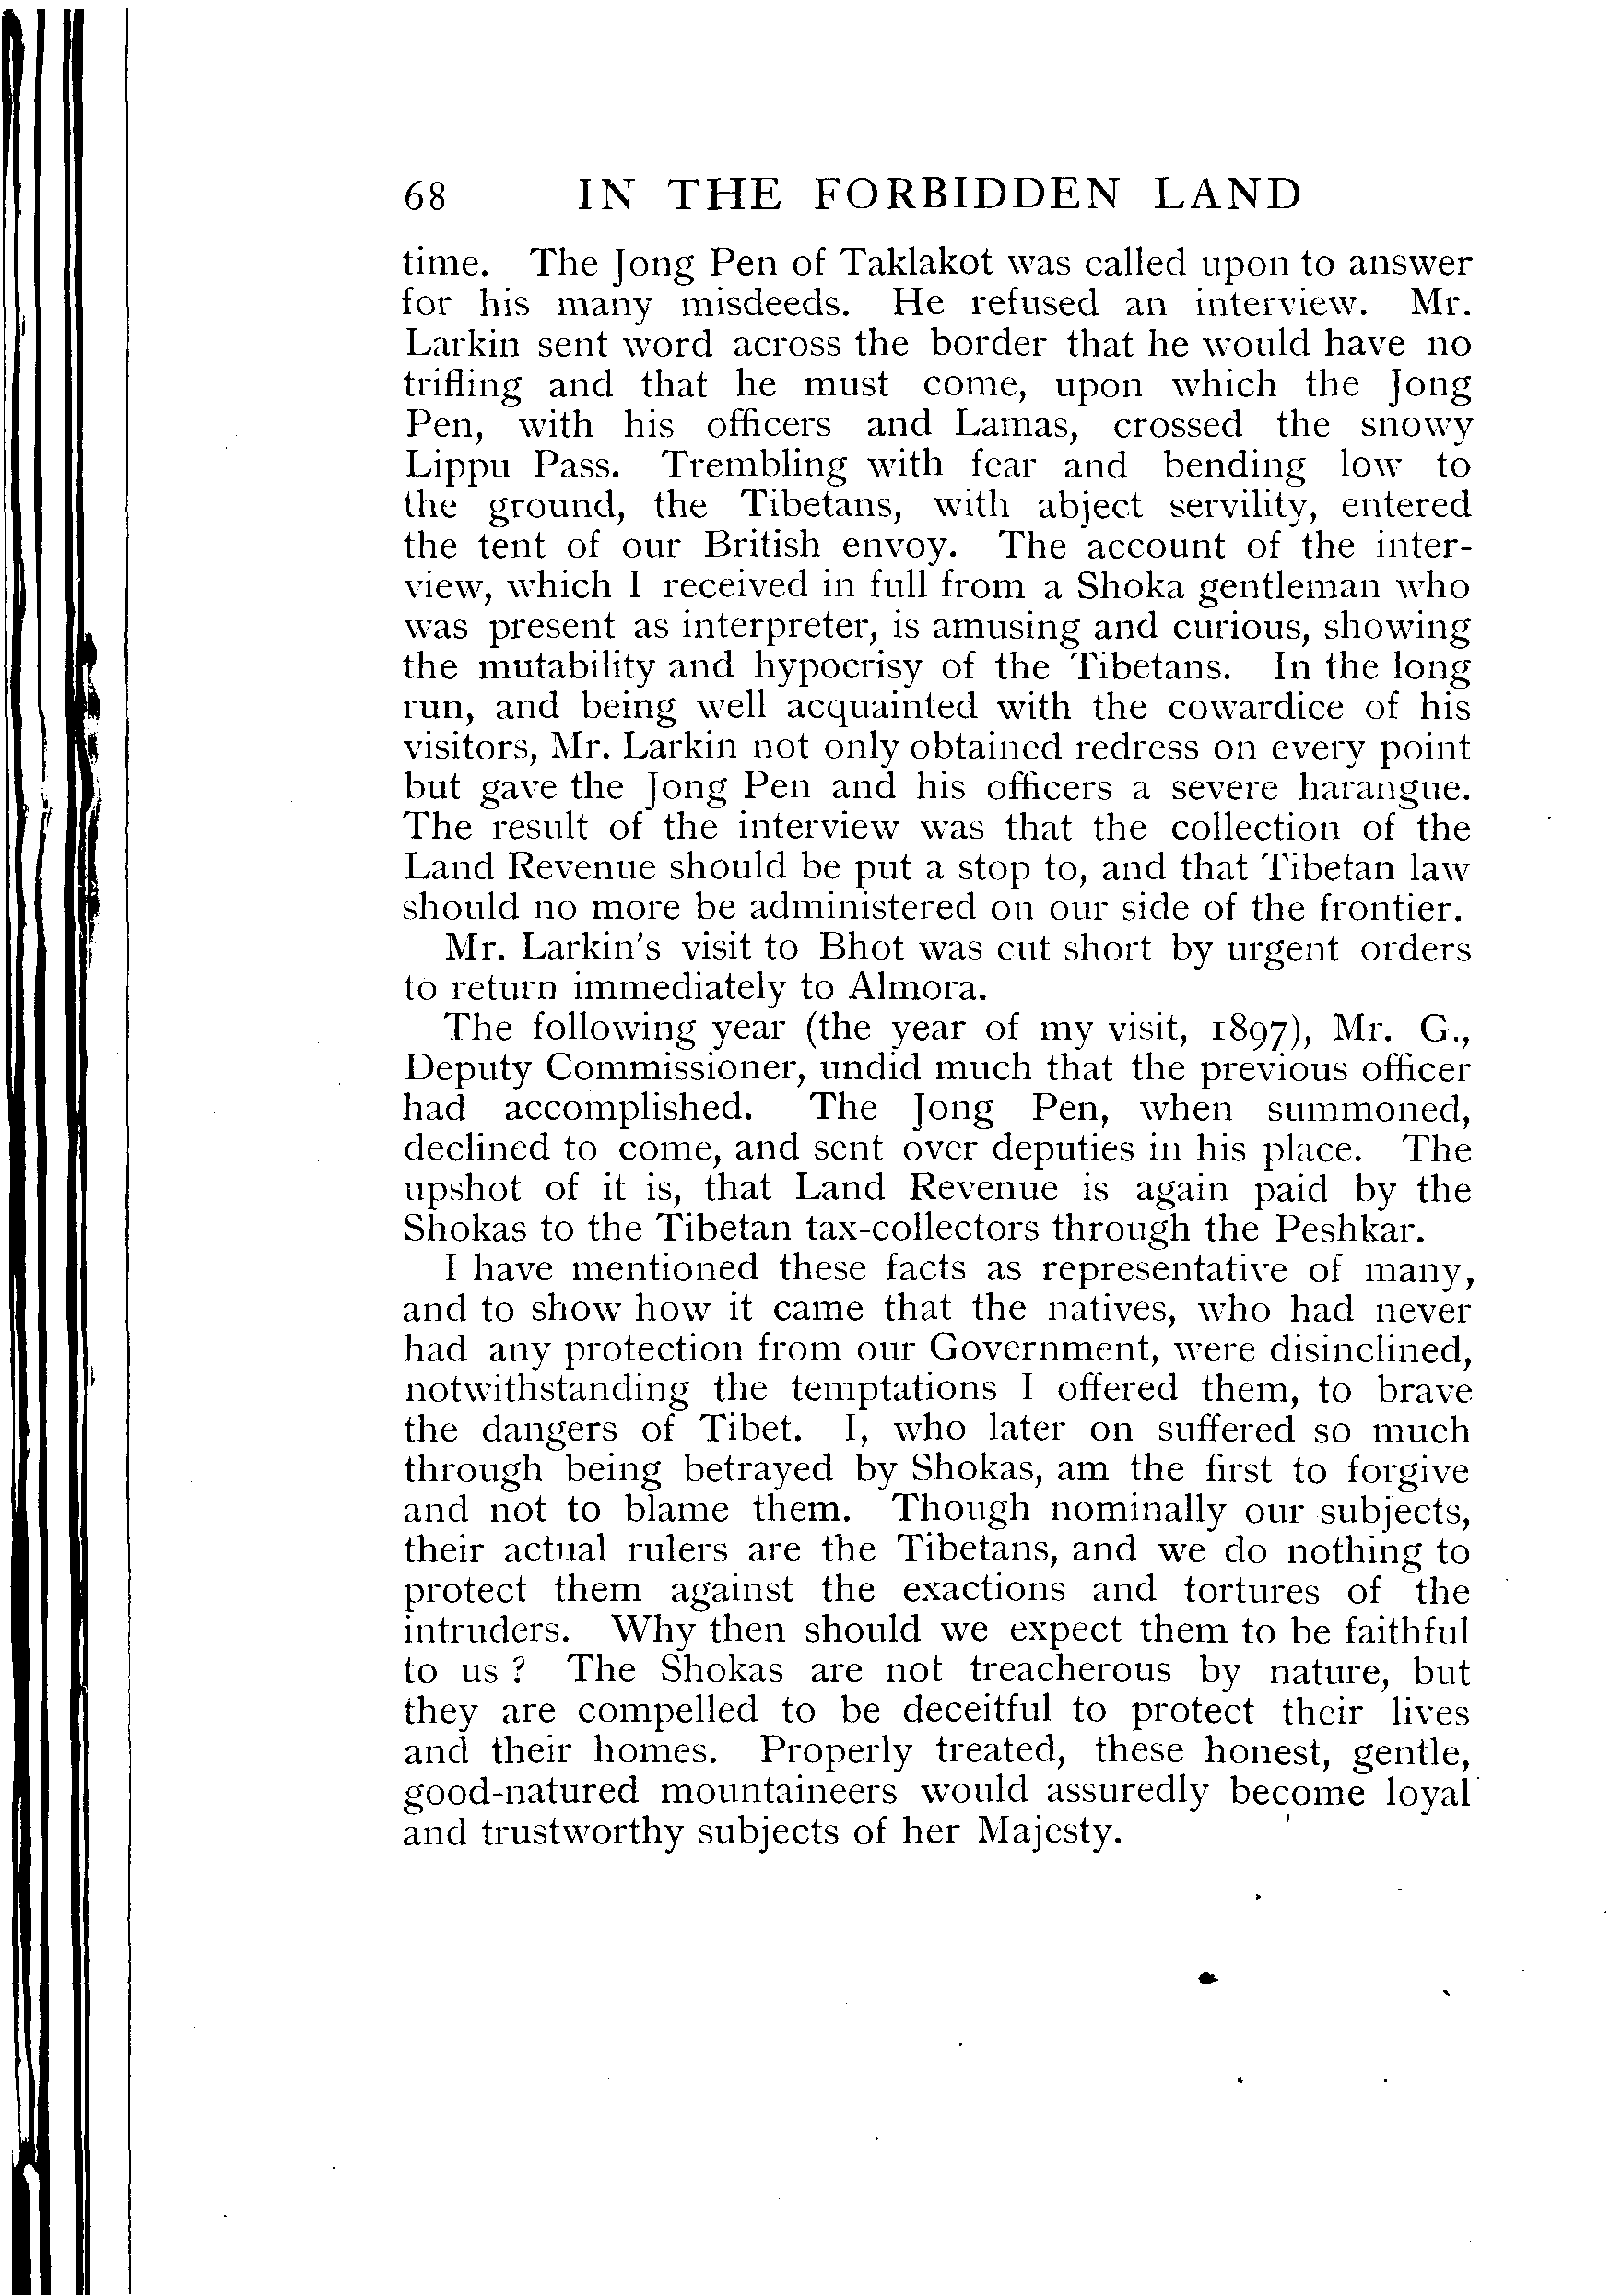 68 IN THE FORBIDDEN LAND
time. The Jong Pen of Taklakot was called upon to answer
for his many misdeeds. He refused an interview. Mr.
Larkin sent word across the border that he would have no
trifling and that he must come, upon which the Jong
Pen, with his officers and Lamas, crossed the snowy
Lippu Pass. Trembling with fear and bending low to
the ground, the Tibetans, with abject servility, entered
the tent of our British envoy. The account of the inter-
view, which I received in full from a Shoka gentleman who
was present as interpreter, is amusing and curious, showing
the mutability and hypocrisy of the Tibetans. In the long
run, and being well acquainted with the cowardice of his
visitors, Mr. Larkin not only obtained redress on every point
but gave the Jong Pen and his officers a severe harangue.
The result of the interview was that the collection of the
Land Revenue should be put a stop to, and that Tibetan law
should no more be administered on our side of the frontier.
Mr. Larkin's visit to Bhot was cut short by urgent orders
to return immediately to Almora.
The following year (the year of my visit, 1897), Mr. G.,
Deputy Commissioner, undid much that the previous officer
had accomplished. The Jong Pen, when summoned,
declined to come, and sent over deputies in his place. The
upshot of it is, that Land Revenue is again paid by the
Shokas to the Tibetan tax-collectors through the Peshkar.
I have mentioned these facts as representative of many,
and to show how it came that the natives, who had never
had any protection from our Government, were disinclined,
notwithstanding the temptations I offered them, to brave
the dangers of Tibet. I, who later on suffered so much
through being betrayed by Shokas, am the first to forgive
and not to blame them. Though nominally our subjects,
their actual rulers are the Tibetans, and we do nothing to
protect them against the exactions and tortures of the
intruders. Why then should we expect them to be faithful
to us ? The Shokas are not treacherous by nature, but
they are compelled to be deceitful to protect their lives
and their homes. Properly treated, these honest, gentle,
good-natured mountaineers would assuredly become loyal
and trustworthy subjects of her Majesty.